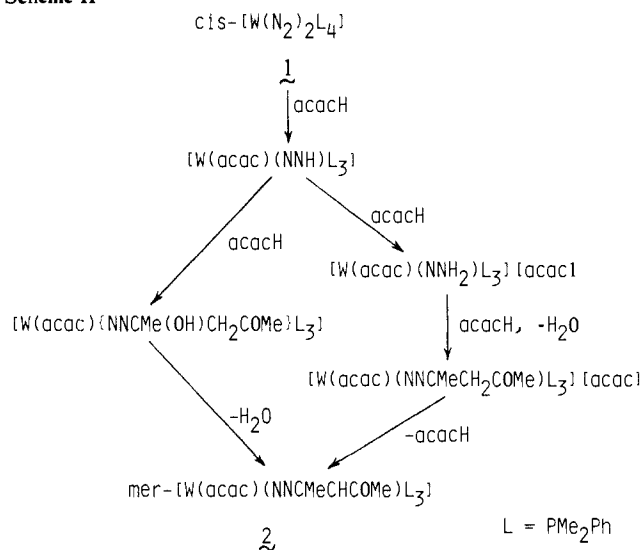 Scheme II
cis-[W(N2)2L4]
1
acacH
[W(acac)(NNH)L3]
acacH
acacH
[W(acac)(NNH2)L3][acac]
[W(acac){NNCMe(OH)CH2COMe}L3]
acacH, -H2O
[W(acac)(NNCMeCH2COMe)L3][acac]
-H2O
-acacH
mer-[W(acac)(NNCMeCHCOMe)L3]
2
L = PMe2Ph